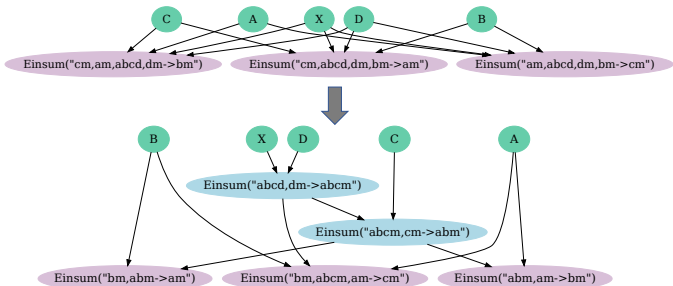 C A X D B
Einsum("cm,am,abcd,dm->bm") Einsum("cm,abcd,dm,bm->am") Einsum("am,abcd,dm,bm->cm")
B X D C A
Einsum("abcd,dm->abcm")
Einsum("abcm,cm->abm")
Einsum("bm,abm->am") Einsum("bm,abcm,am->cm") Einsum("abm,am->bm")